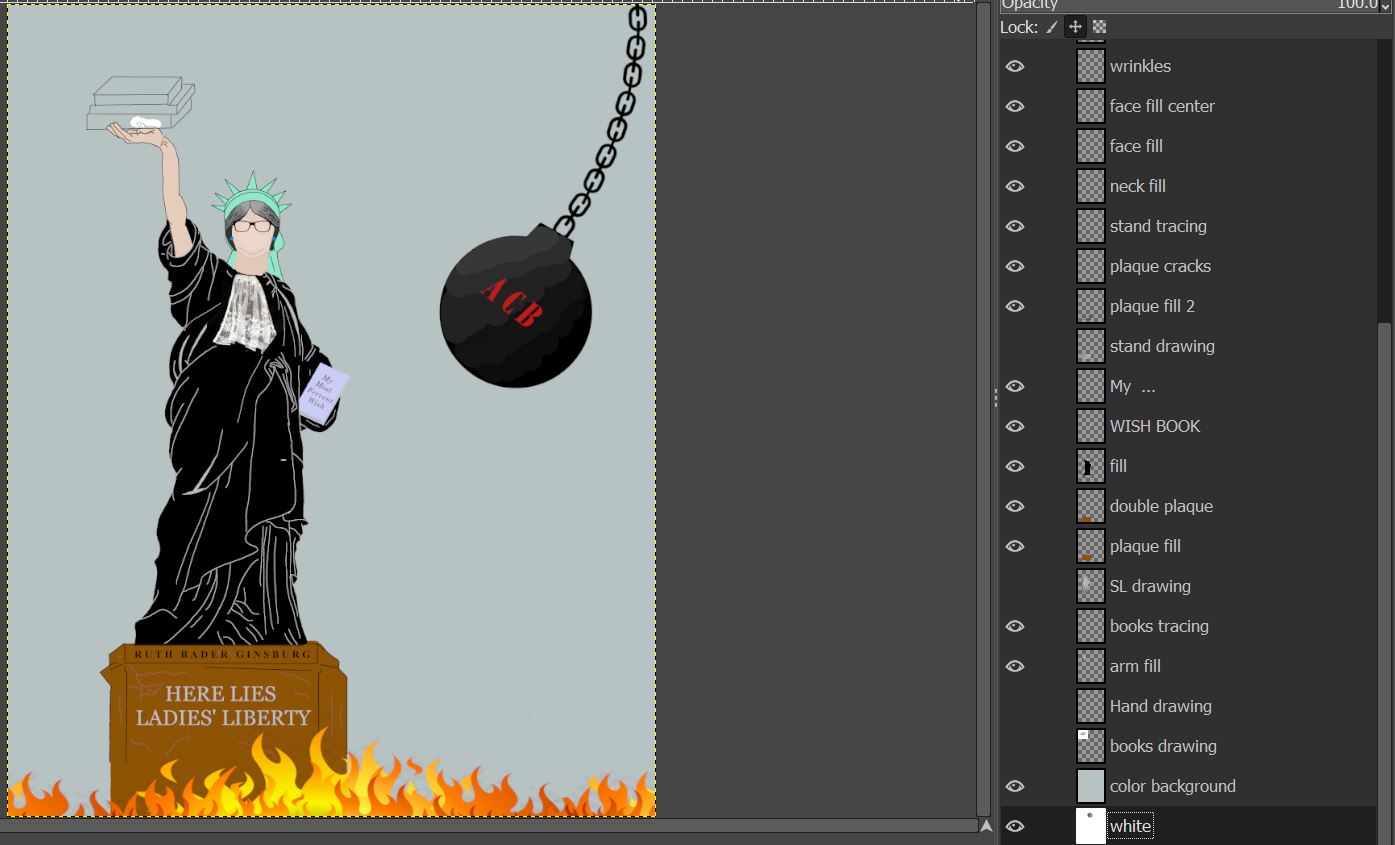 Opacity
100.0
Lock:
wrinkles
face fill center
face fill
neck fill
stand tracing
plaque cracks
plaque fill 2
stand drawing
My ...
WISH BOOK
fill
double plaque
plaque fill
SL drawing
books tracing
arm fill
Hand drawing
books drawing
color background
white
ACB
My
Most
Fervent
Wish
RUTH BADER GINSBURG
HERE LIES
LADIES' LIBERTY